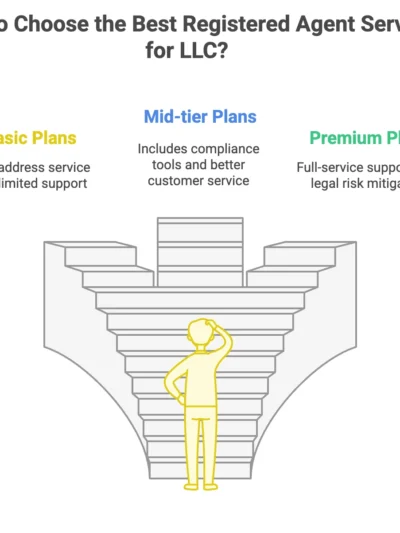 o Choose the Best Registered Agent Serv
for LLC?
Mid-tier Plans
Includes compliance
tools and better
customer service
asic Plans
address service
limited support
Premium Pl
Full-service suppo
legal risk mitiga